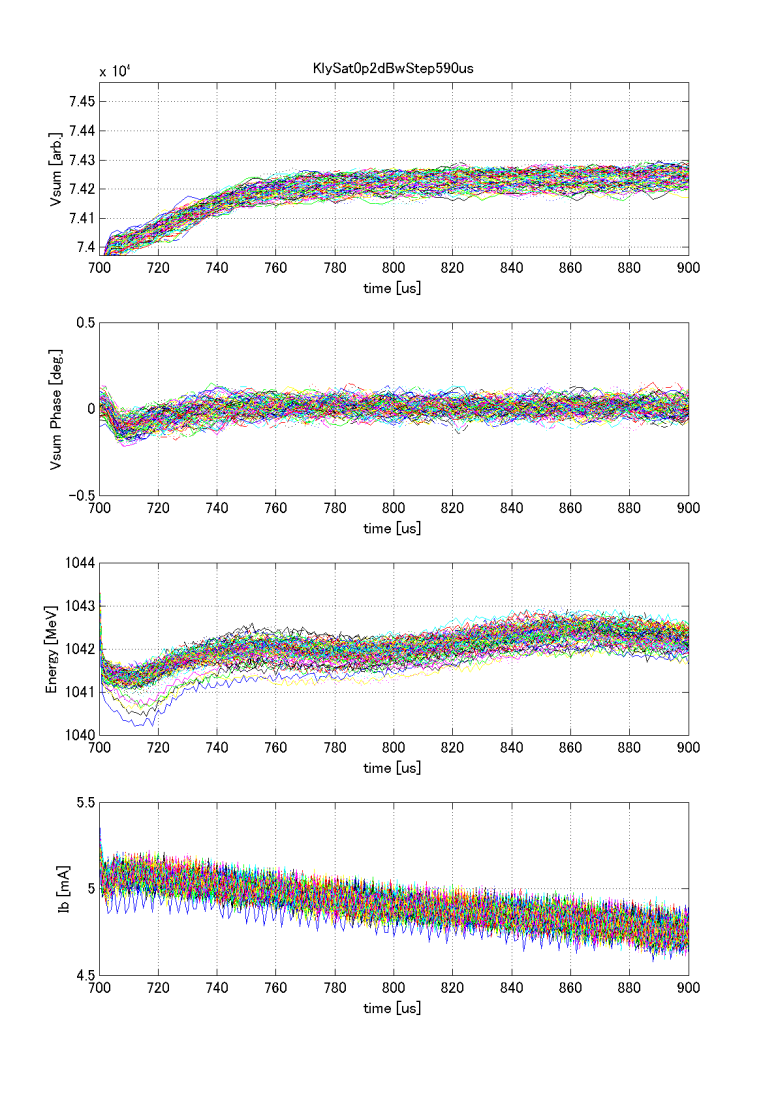 KlySat0p2dBwStep590us
x 10⁴
Vsum [arb.]
7.45
7.44
7.43
7.42
7.41
7.4
700 720 740 760 780 800 820 840 860 880 900
time [us]
Vsum Phase [deg.]
0.5
0
−0.5
700 720 740 760 780 800 820 840 860 880 900
time [us]
Energy [MeV]
1044
1043
1042
1041
1040
700 720 740 760 780 800 820 840 860 880 900
time [us]
Ib [mA]
5.5
5
4.5
700 720 740 760 780 800 820 840 860 880 900
time [us]